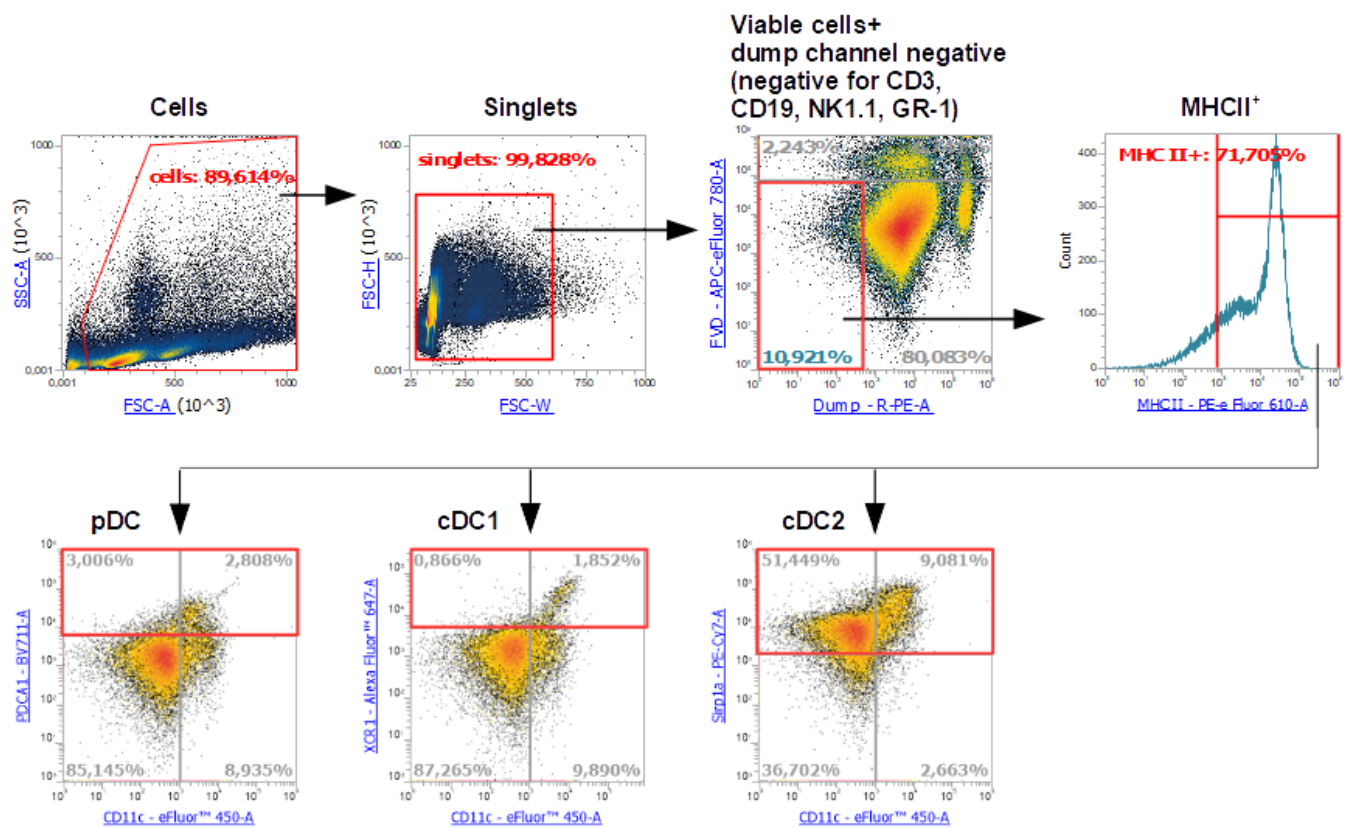 Viable cells+
dump channel negative
(negative for CD3,
CD19, NK1.1, GR-1)
Cells
Singlets
MHCII+
1000
500
0,001
SSC-A (10^3)
cells: 89,614%
0,001
500
1000
FSC-A (10^3)
1000
500
0,001
FSC-H (10^3)
singlets: 99,828%
25
250
500
750
1000
FSC-W
FVD - APC-eFluor 780-A
2,243%
10,921%
80,083%
Dump - R-PE-A
400
300
200
100
0
Count
MHC II+: 71,705%
MHCII - PE-e Fluor 610-A
pDC
cDC1
cDC2
PDCA1 - BV711-A
3,006%
2,808%
85,145%
8,935%
CD11c - eFluor™ 450-A
XCR1 - Alexa Fluor™ 647-A
0,866%
1,852%
87,265%
9,890%
CD11c - eFluor™ 450-A
Sirp1a - PE-Cy7-A
51,449%
9,081%
36,702%
2,663%
CD11c - eFluor™ 450-A